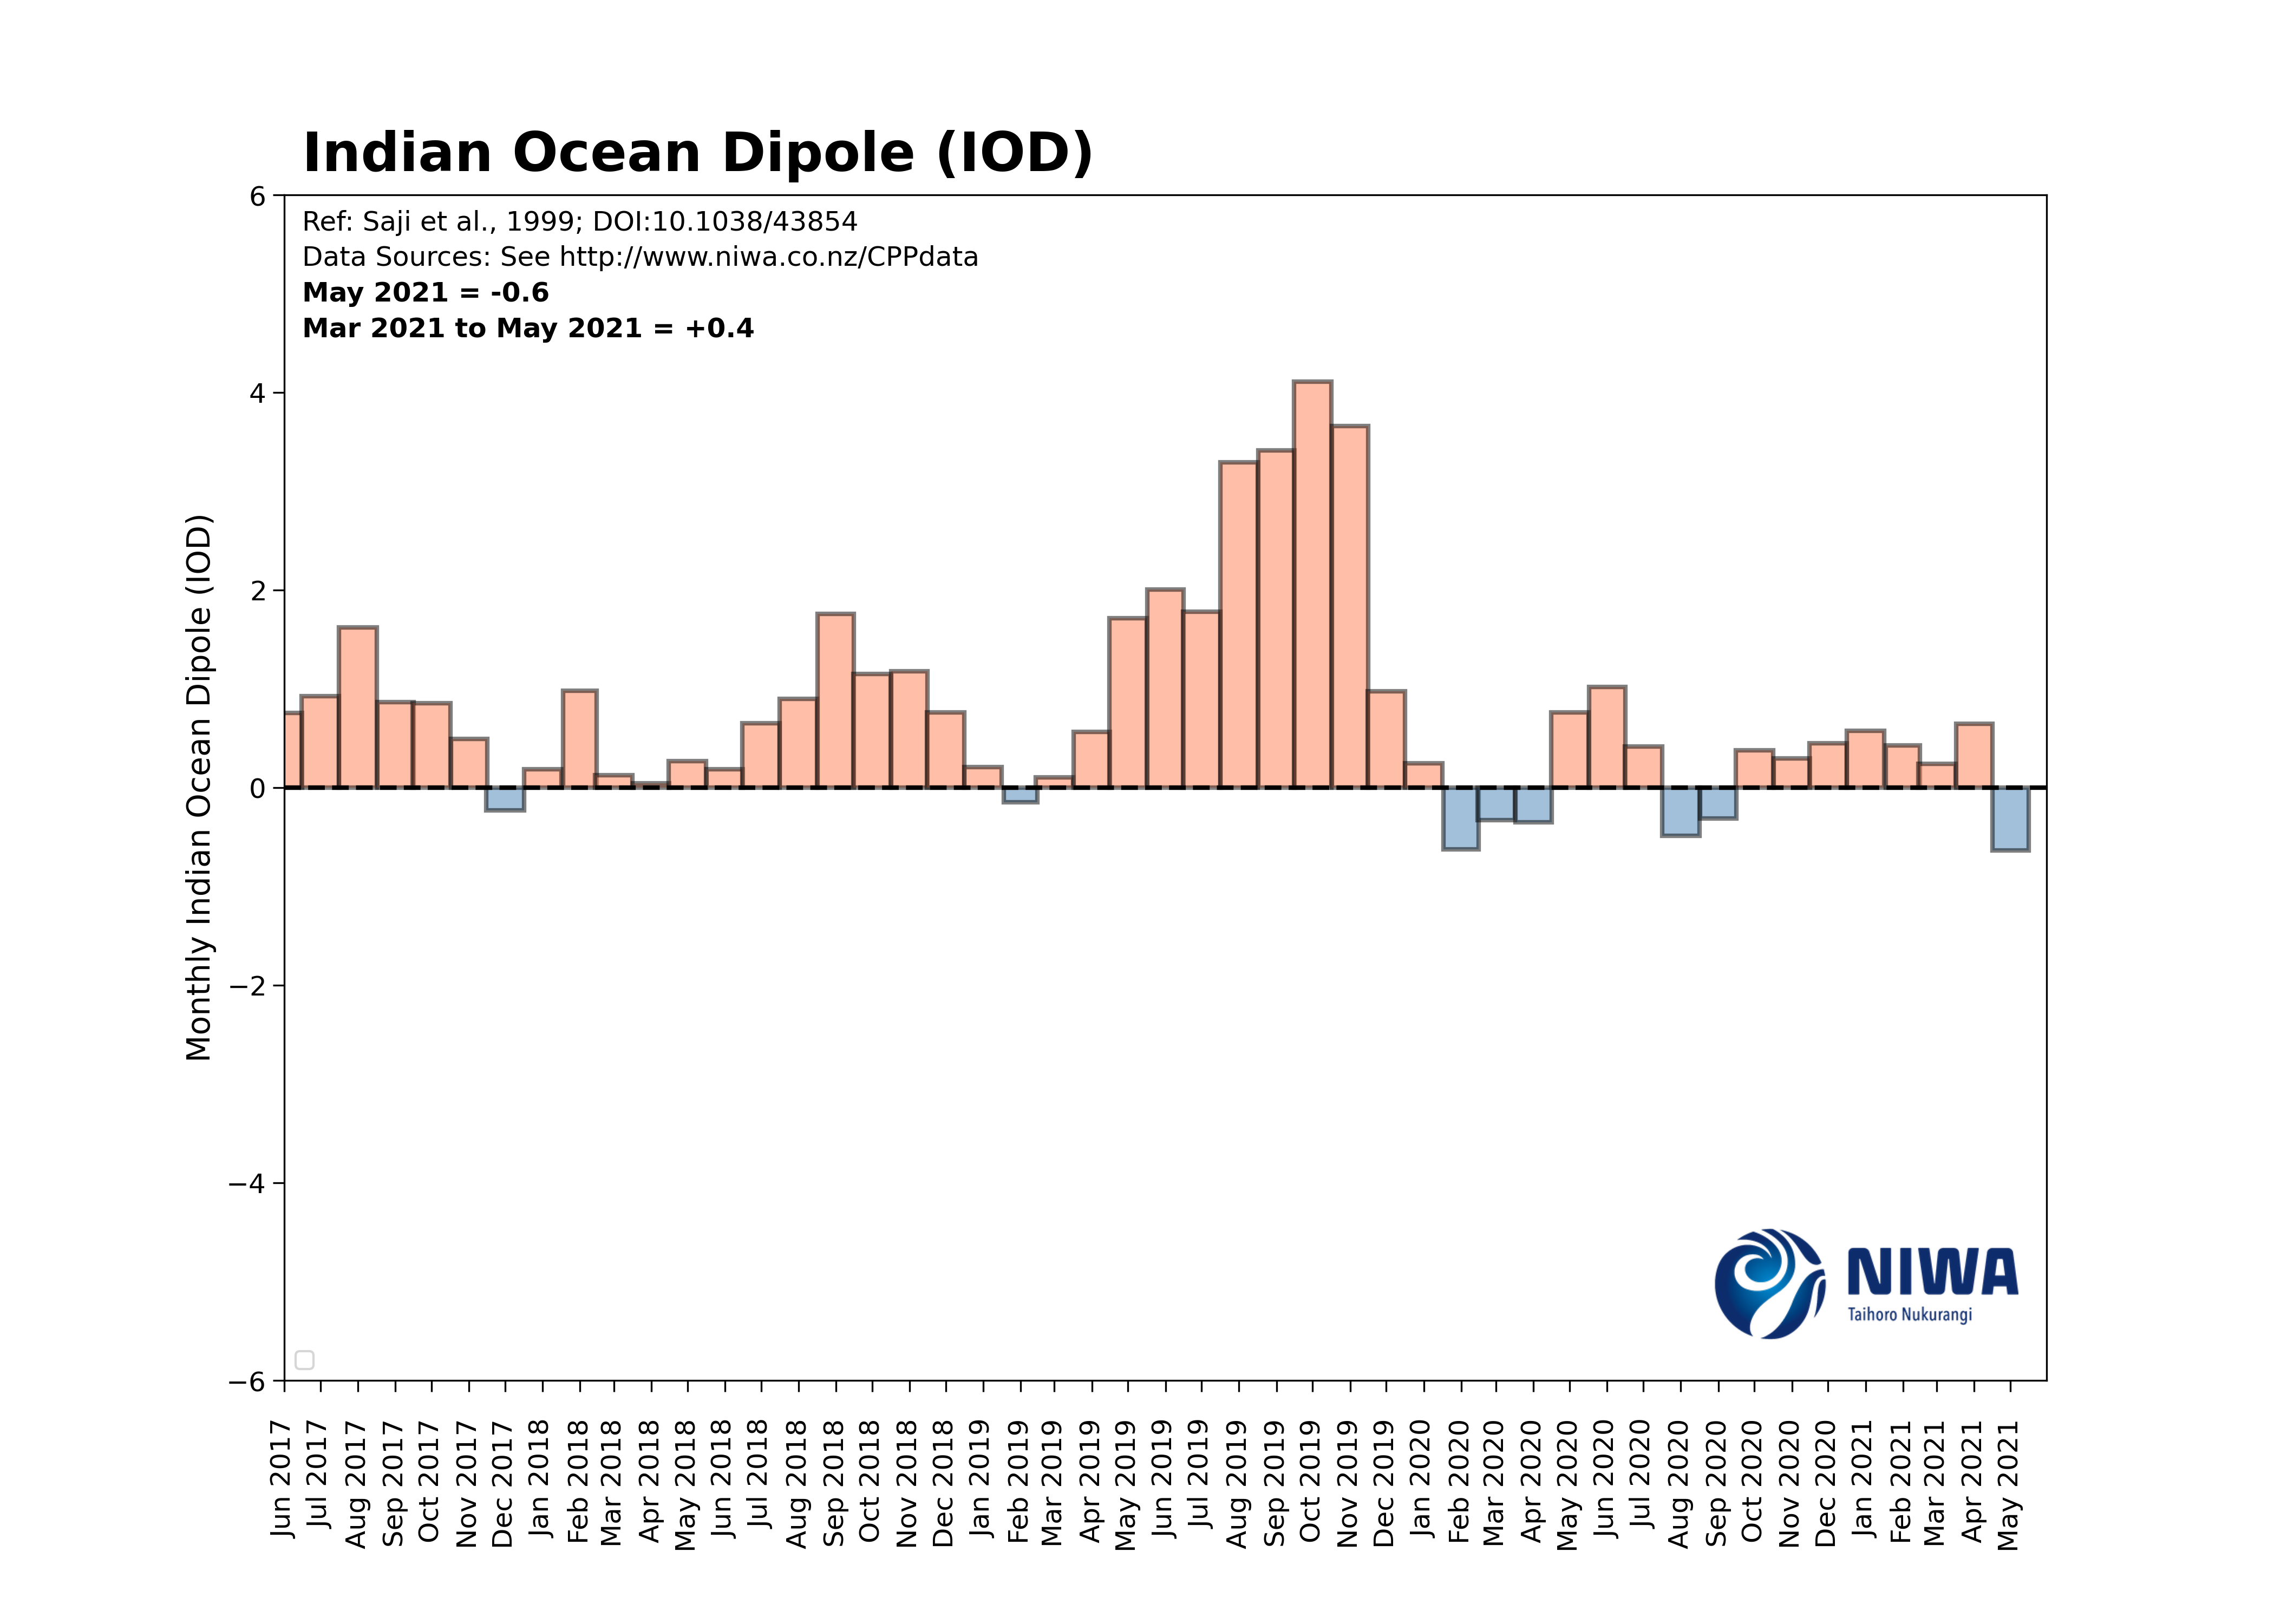 Indian Ocean Dipole (IOD)
Ref: Saji et al., 1999; DOI:10.1038/43854
Data Sources: See http://www.niwa.co.nz/CPPdata
May 2021 = -0.6
Mar 2021 to May 2021 = +0.4
Monthly Indian Ocean Dipole (IOD)
6
4
2
0
−2
−4
−6
NIWA
Taihoro Nukurangi
Jun 2017
Jul 2017
Aug 2017
Sep 2017
Oct 2017
Nov 2017
Dec 2017
Jan 2018
Feb 2018
Mar 2018
Apr 2018
May 2018
Jun 2018
Jul 2018
Aug 2018
Sep 2018
Oct 2018
Nov 2018
Dec 2018
Jan 2019
Feb 2019
Mar 2019
Apr 2019
May 2019
Jun 2019
Jul 2019
Aug 2019
Sep 2019
Oct 2019
Nov 2019
Dec 2019
Jan 2020
Feb 2020
Mar 2020
Apr 2020
May 2020
Jun 2020
Jul 2020
Aug 2020
Sep 2020
Oct 2020
Nov 2020
Dec 2020
Jan 2021
Feb 2021
Mar 2021
Apr 2021
May 2021